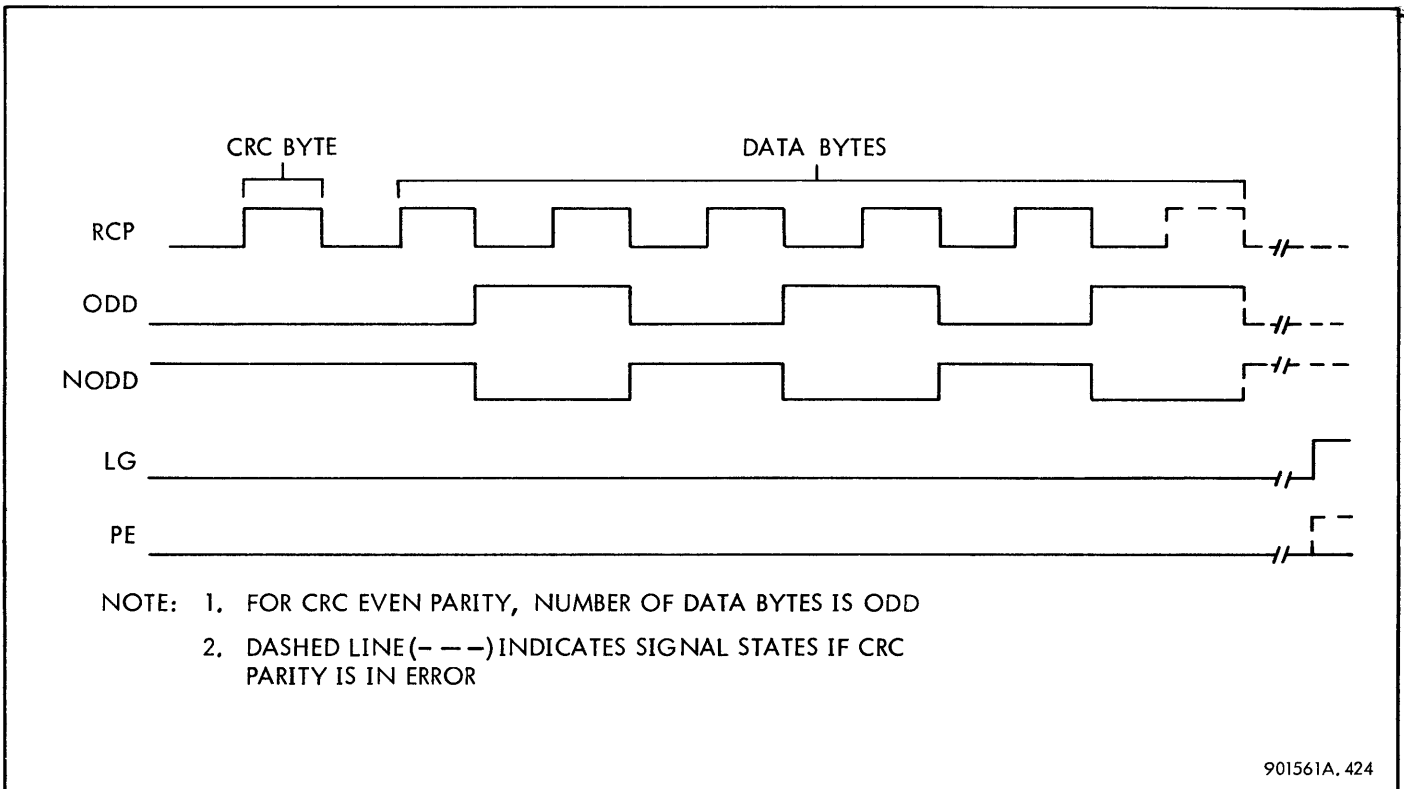 CRC BYTE
DATA BYTES
RCP
ODD
NODD
LG
PE
NOTE: 1. FOR CRC EVEN PARITY, NUMBER OF DATA BYTES IS ODD
2. DASHED LINE (– – –) INDICATES SIGNAL STATES IF CRC
PARITY IS IN ERROR
901561A. 424